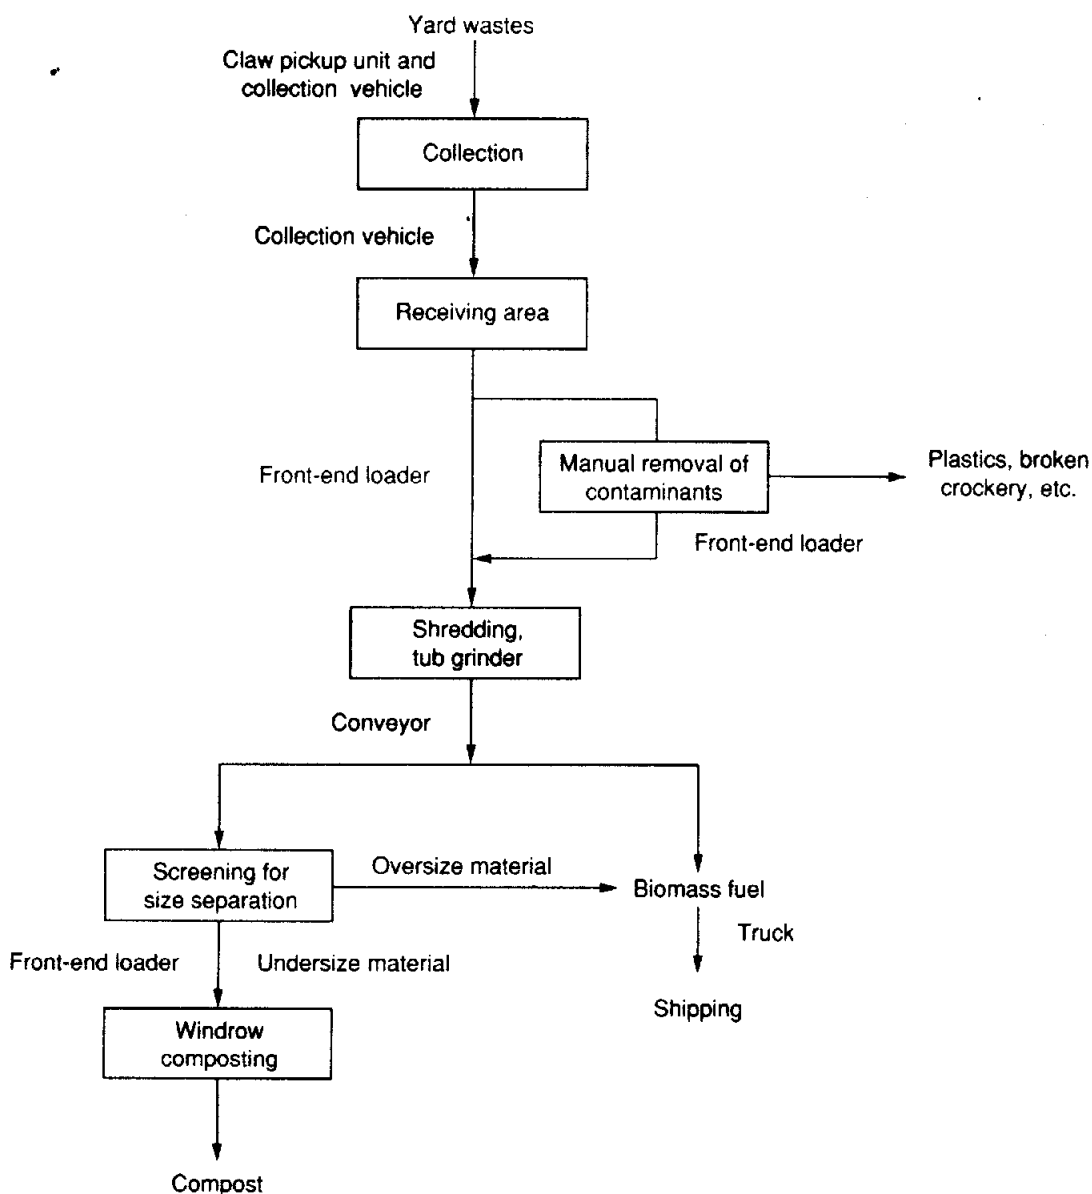 Yard wastes
Claw pickup unit and
collection vehicle
Collection
Collection vehicle
Receiving area
Front-end loader
Manual removal of
contaminants
Plastics, broken
crockery, etc.
Front-end loader
Shredding,
tub grinder
Conveyor
Screening for
size separation
Oversize material
Biomass fuel
Truck
Front-end loader
Undersize material
Shipping
Windrow
composting
Compost